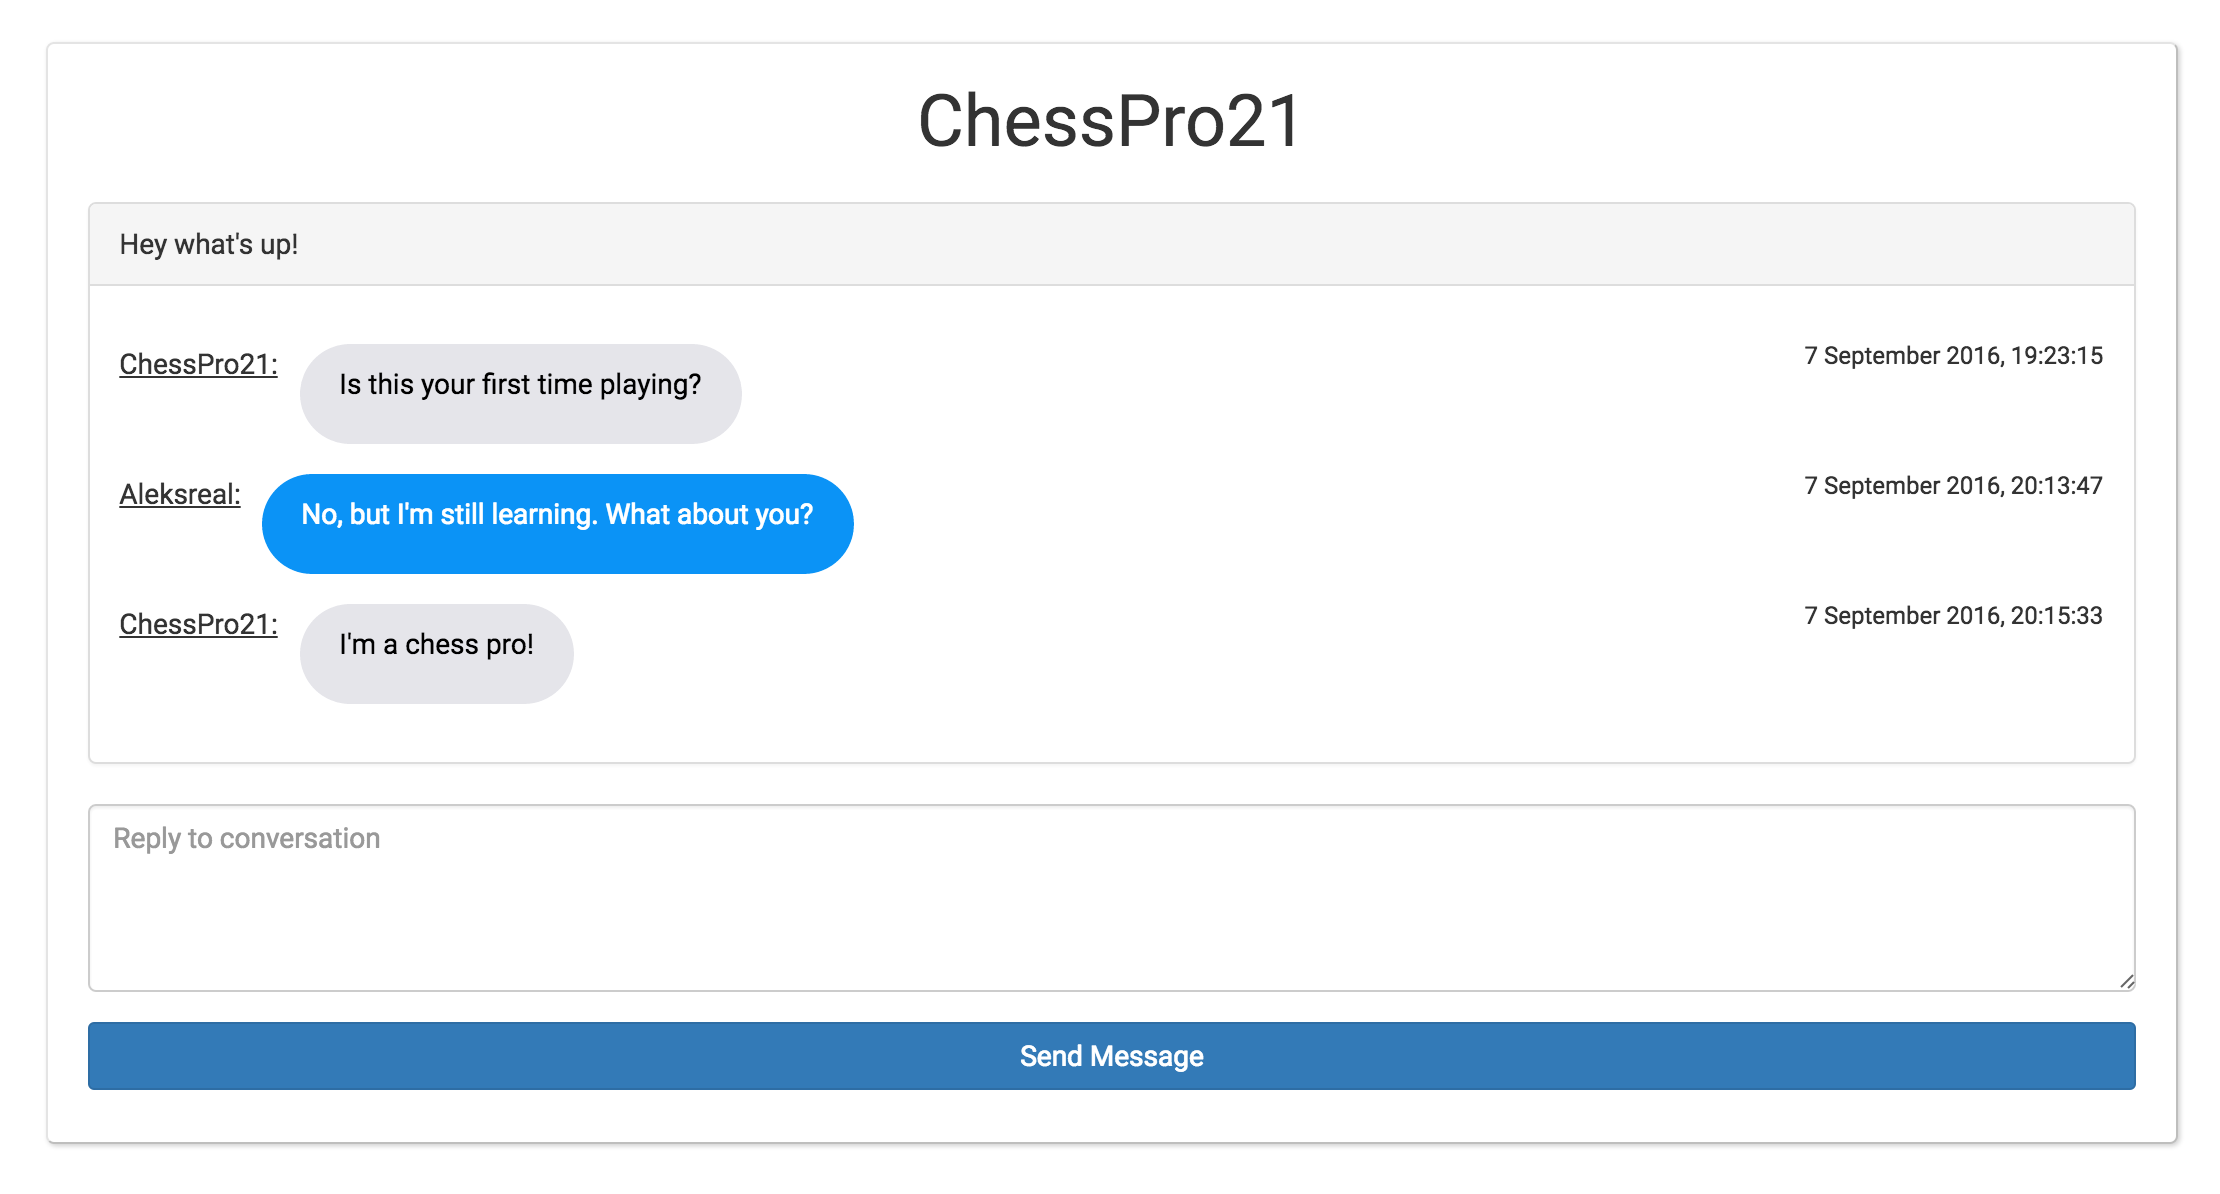 ChessPro21
Hey what's up!
ChessPro21: Is this your first time playing? 7 September 2016, 19:23:15
Aleksreal: No, but I'm still learning. What about you? 7 September 2016, 20:13:47
ChessPro21: I'm a chess pro! 7 September 2016, 20:15:33
Reply to conversation
Send Message